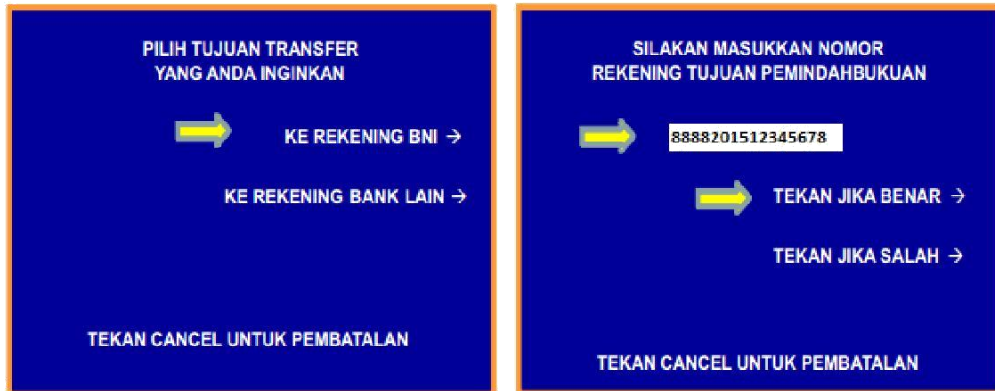 PILIH TUJUAN TRANSFER
YANG ANDA INGINKAN
KE REKENING BNI →
KE REKENING BANK LAIN →
TEKAN CANCEL UNTUK PEMBATALAN
SILAKAN MASUKKAN NOMOR
REKENING TUJUAN PEMINDAHBUKUAN
8888201512345678
TEKAN JIKA BENAR →
TEKAN JIKA SALAH →
TEKAN CANCEL UNTUK PEMBATALAN